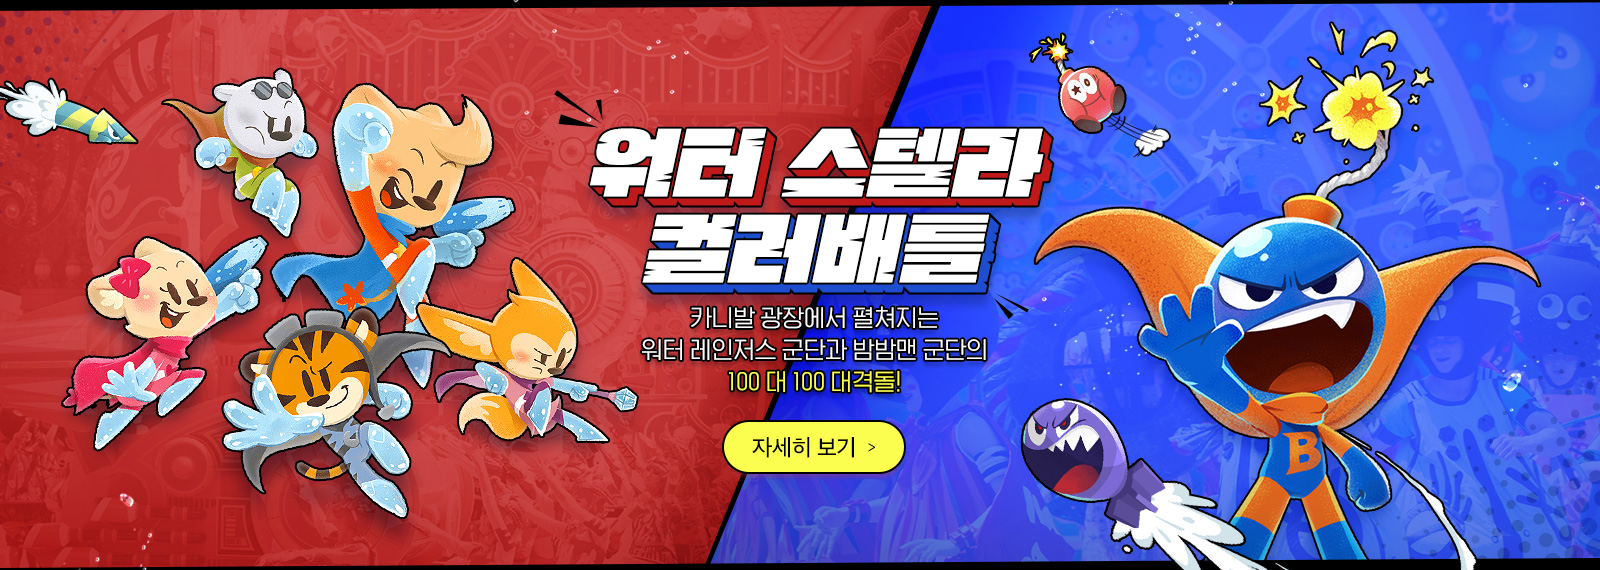 워터 스텔라
컬러배틀
카니발 광장에서 펼쳐지는
워터 레인저스 군단과 밤밤맨 군단의
100 대 100 대격돌!
자세히 보기 >
B